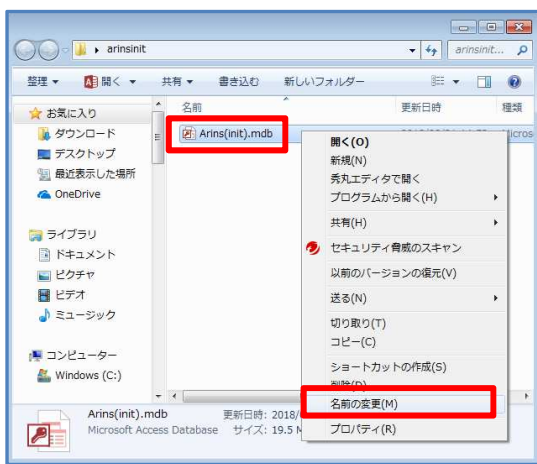 arinsinit
arinsinit...
整理 開く 共有 書き込む 新しいフォルダー
お気に入り
ダウンロード
デスクトップ
最近表示した場所
OneDrive
ライブラリ
ドキュメント
ピクチャ
ビデオ
ミュージック
コンピューター
Windows (C:)
名前 更新日時 種類
Arins(init).mdb
開く(O)
新規(N)
秀丸エディタで開く
プログラムから開く(H)
共有(H)
セキュリティ脅威のスキャン
以前のバージョンの復元(V)
送る(N)
切り取り(T)
コピー(C)
ショートカットの作成(S)
削除(D)
名前の変更(M)
プロパティ(R)
Arins(init).mdb 更新日時: 2018/
Microsoft Access Database サイズ: 19.5 M